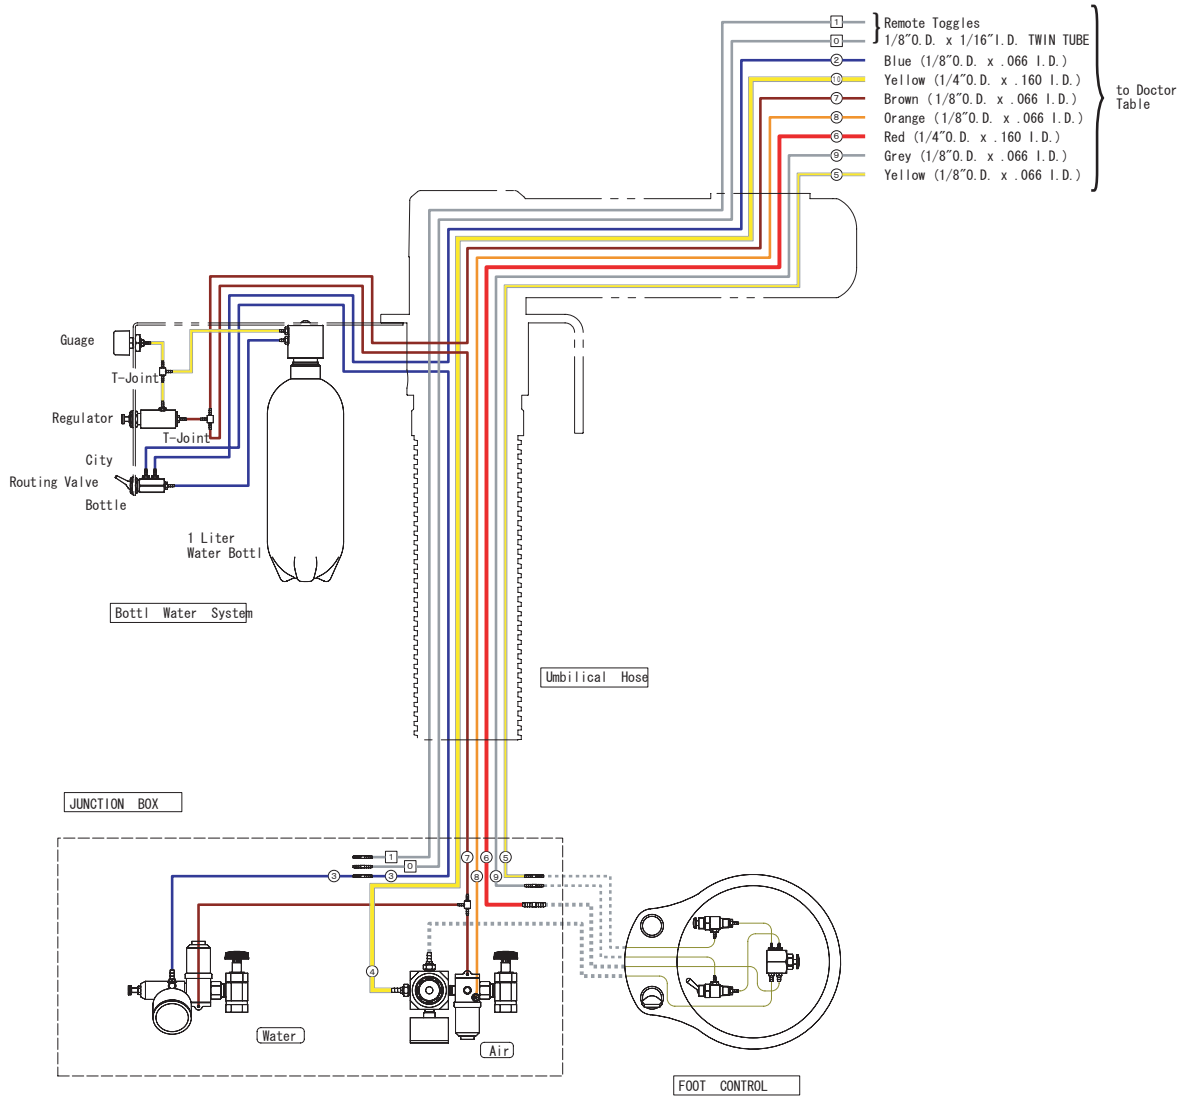 1 Remote Toggles
0 1/8"O.D. x 1/16"I.D. TWIN TUBE
2 Blue (1/8"O.D. x .066 I.D.)
10 Yellow (1/4"O.D. x .160 I.D.)
7 Brown (1/8"O.D. x .066 I.D.)
8 Orange (1/8"O.D. x .066 I.D.)
6 Red (1/4"O.D. x .160 I.D.)
9 Grey (1/8"O.D. x .066 I.D.)
5 Yellow (1/8"O.D. x .066 I.D.)
to Doctor
Table
Guage
T-Joint
Regulator
T-Joint
City
Routing Valve
Bottle
1 Liter
Water Bottl
Bottl Water System
Umbilical Hose
JUNCTION BOX
1
0
7
6
5
3
3
8
9
4
Water
Air
FOOT CONTROL